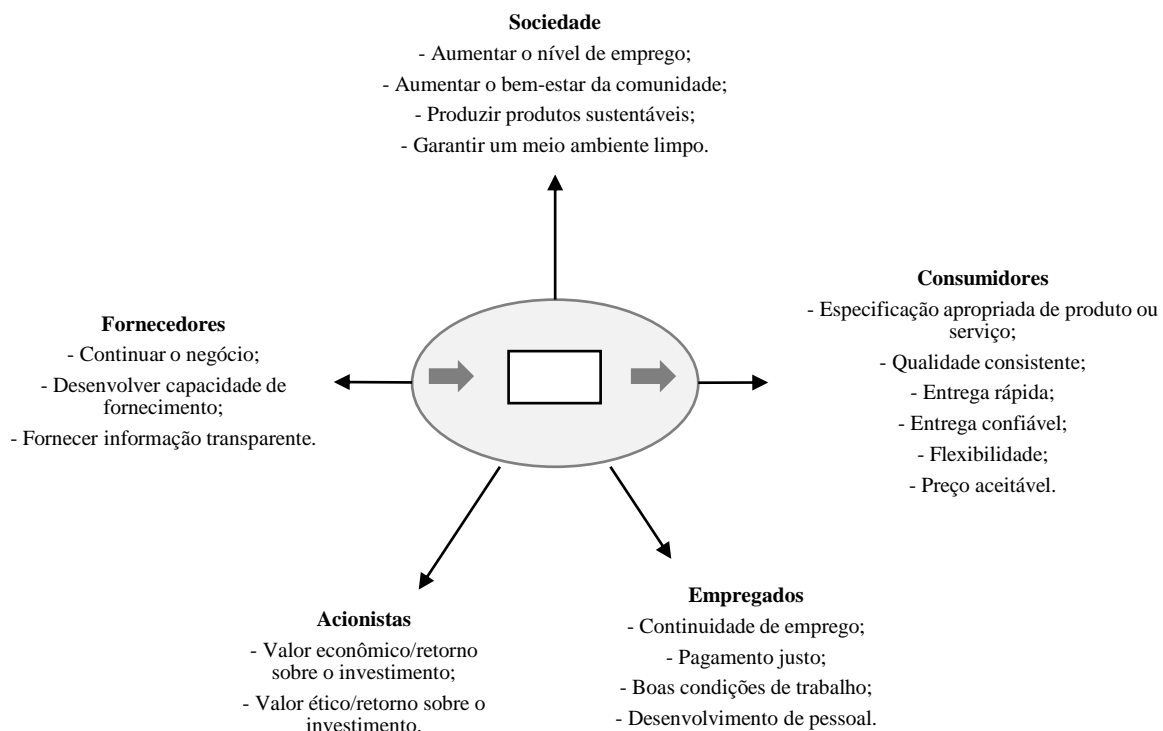 Sociedade
- Aumentar o nível de emprego;
- Aumentar o bem-estar da comunidade;
- Produzir produtos sustentáveis;
- Garantir um meio ambiente limpo.
Consumidores
- Especificação apropriada de produto ou
serviço;
- Qualidade consistente;
- Entrega rápida;
- Entrega confiável;
- Flexibilidade;
- Preço aceitável.
Fornecedores
- Continuar o negócio;
- Desenvolver capacidade de
fornecimento;
- Fornecer informação transparente.
Acionistas
- Valor econômico/retorno
sobre o investimento;
- Valor ético/retorno sobre o
investimento.
Empregados
- Continuidade de emprego;
- Pagamento justo;
- Boas condições de trabalho;
- Desenvolvimento de pessoal.